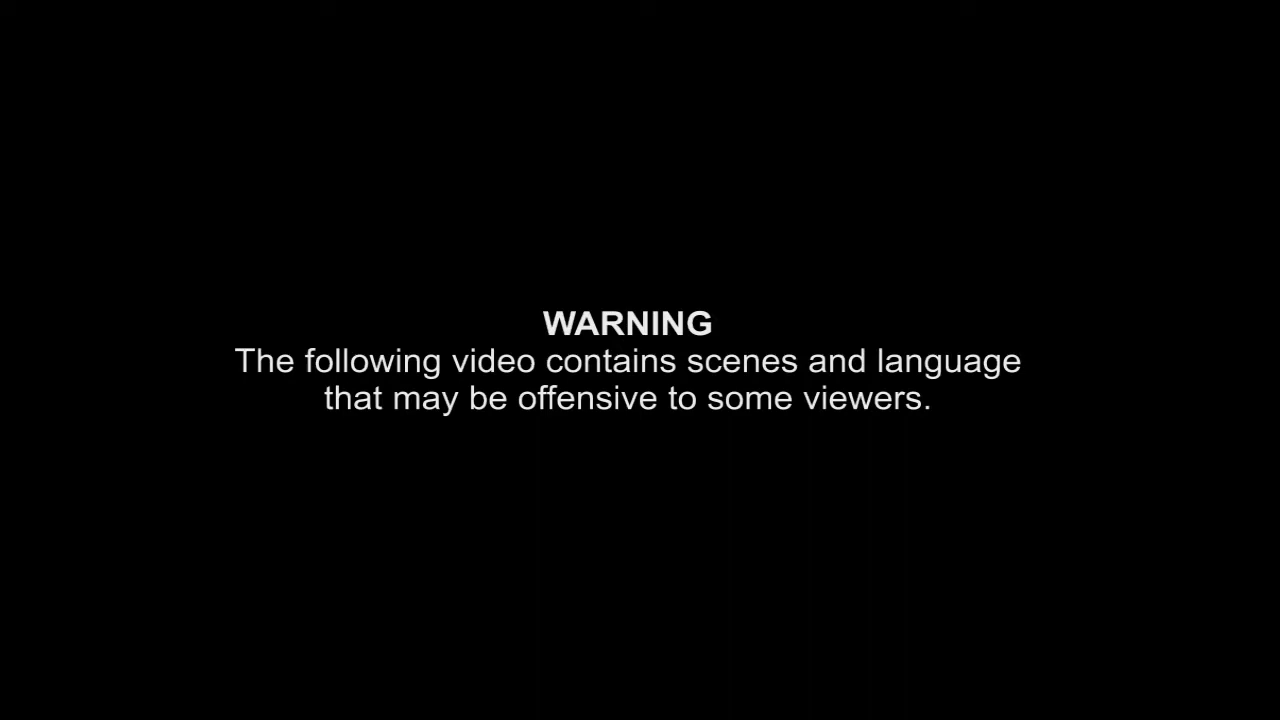 WARNING
The following video contains scenes and language
that may be offensive to some viewers.